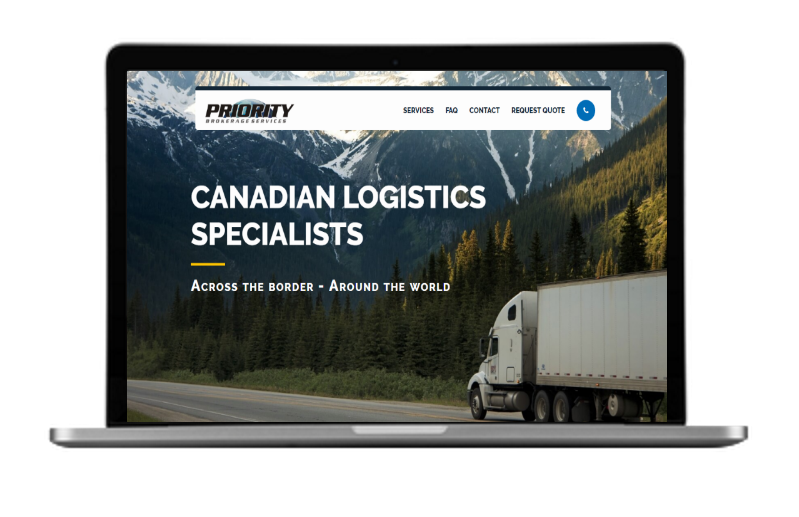 PRIORITY
BROKERAGE SERVICES
SERVICES FAQ CONTACT REQUEST QUOTE
CANADIAN LOGISTICS
SPECIALISTS
Across the border - Around the world